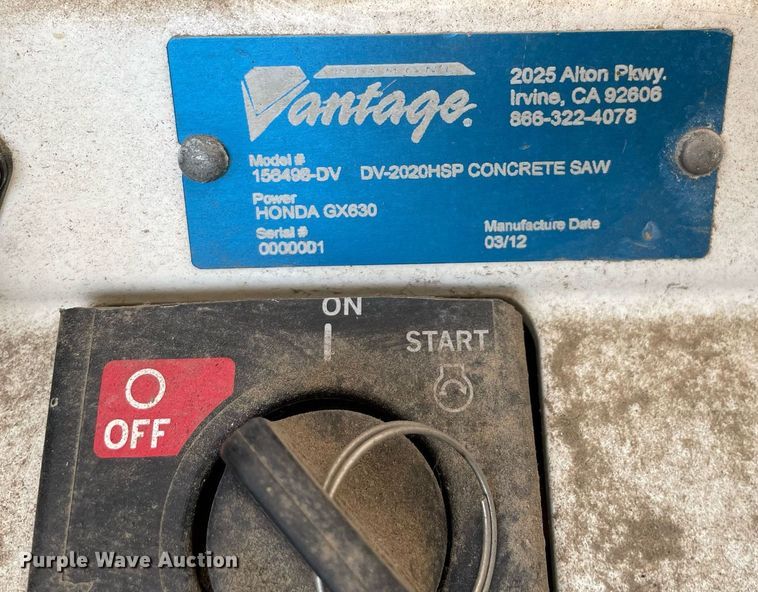 DIAMOND
Vantage.
2025 Alton Pkwy.
Irvine, CA 92606
866-322-4078
Model #
156498-DV DV-2020HSP CONCRETE SAW
Power
HONDA GX630
Serial #
0000001
Manufacture Date
03/12
ON
START
OFF
Purple Wave Auction